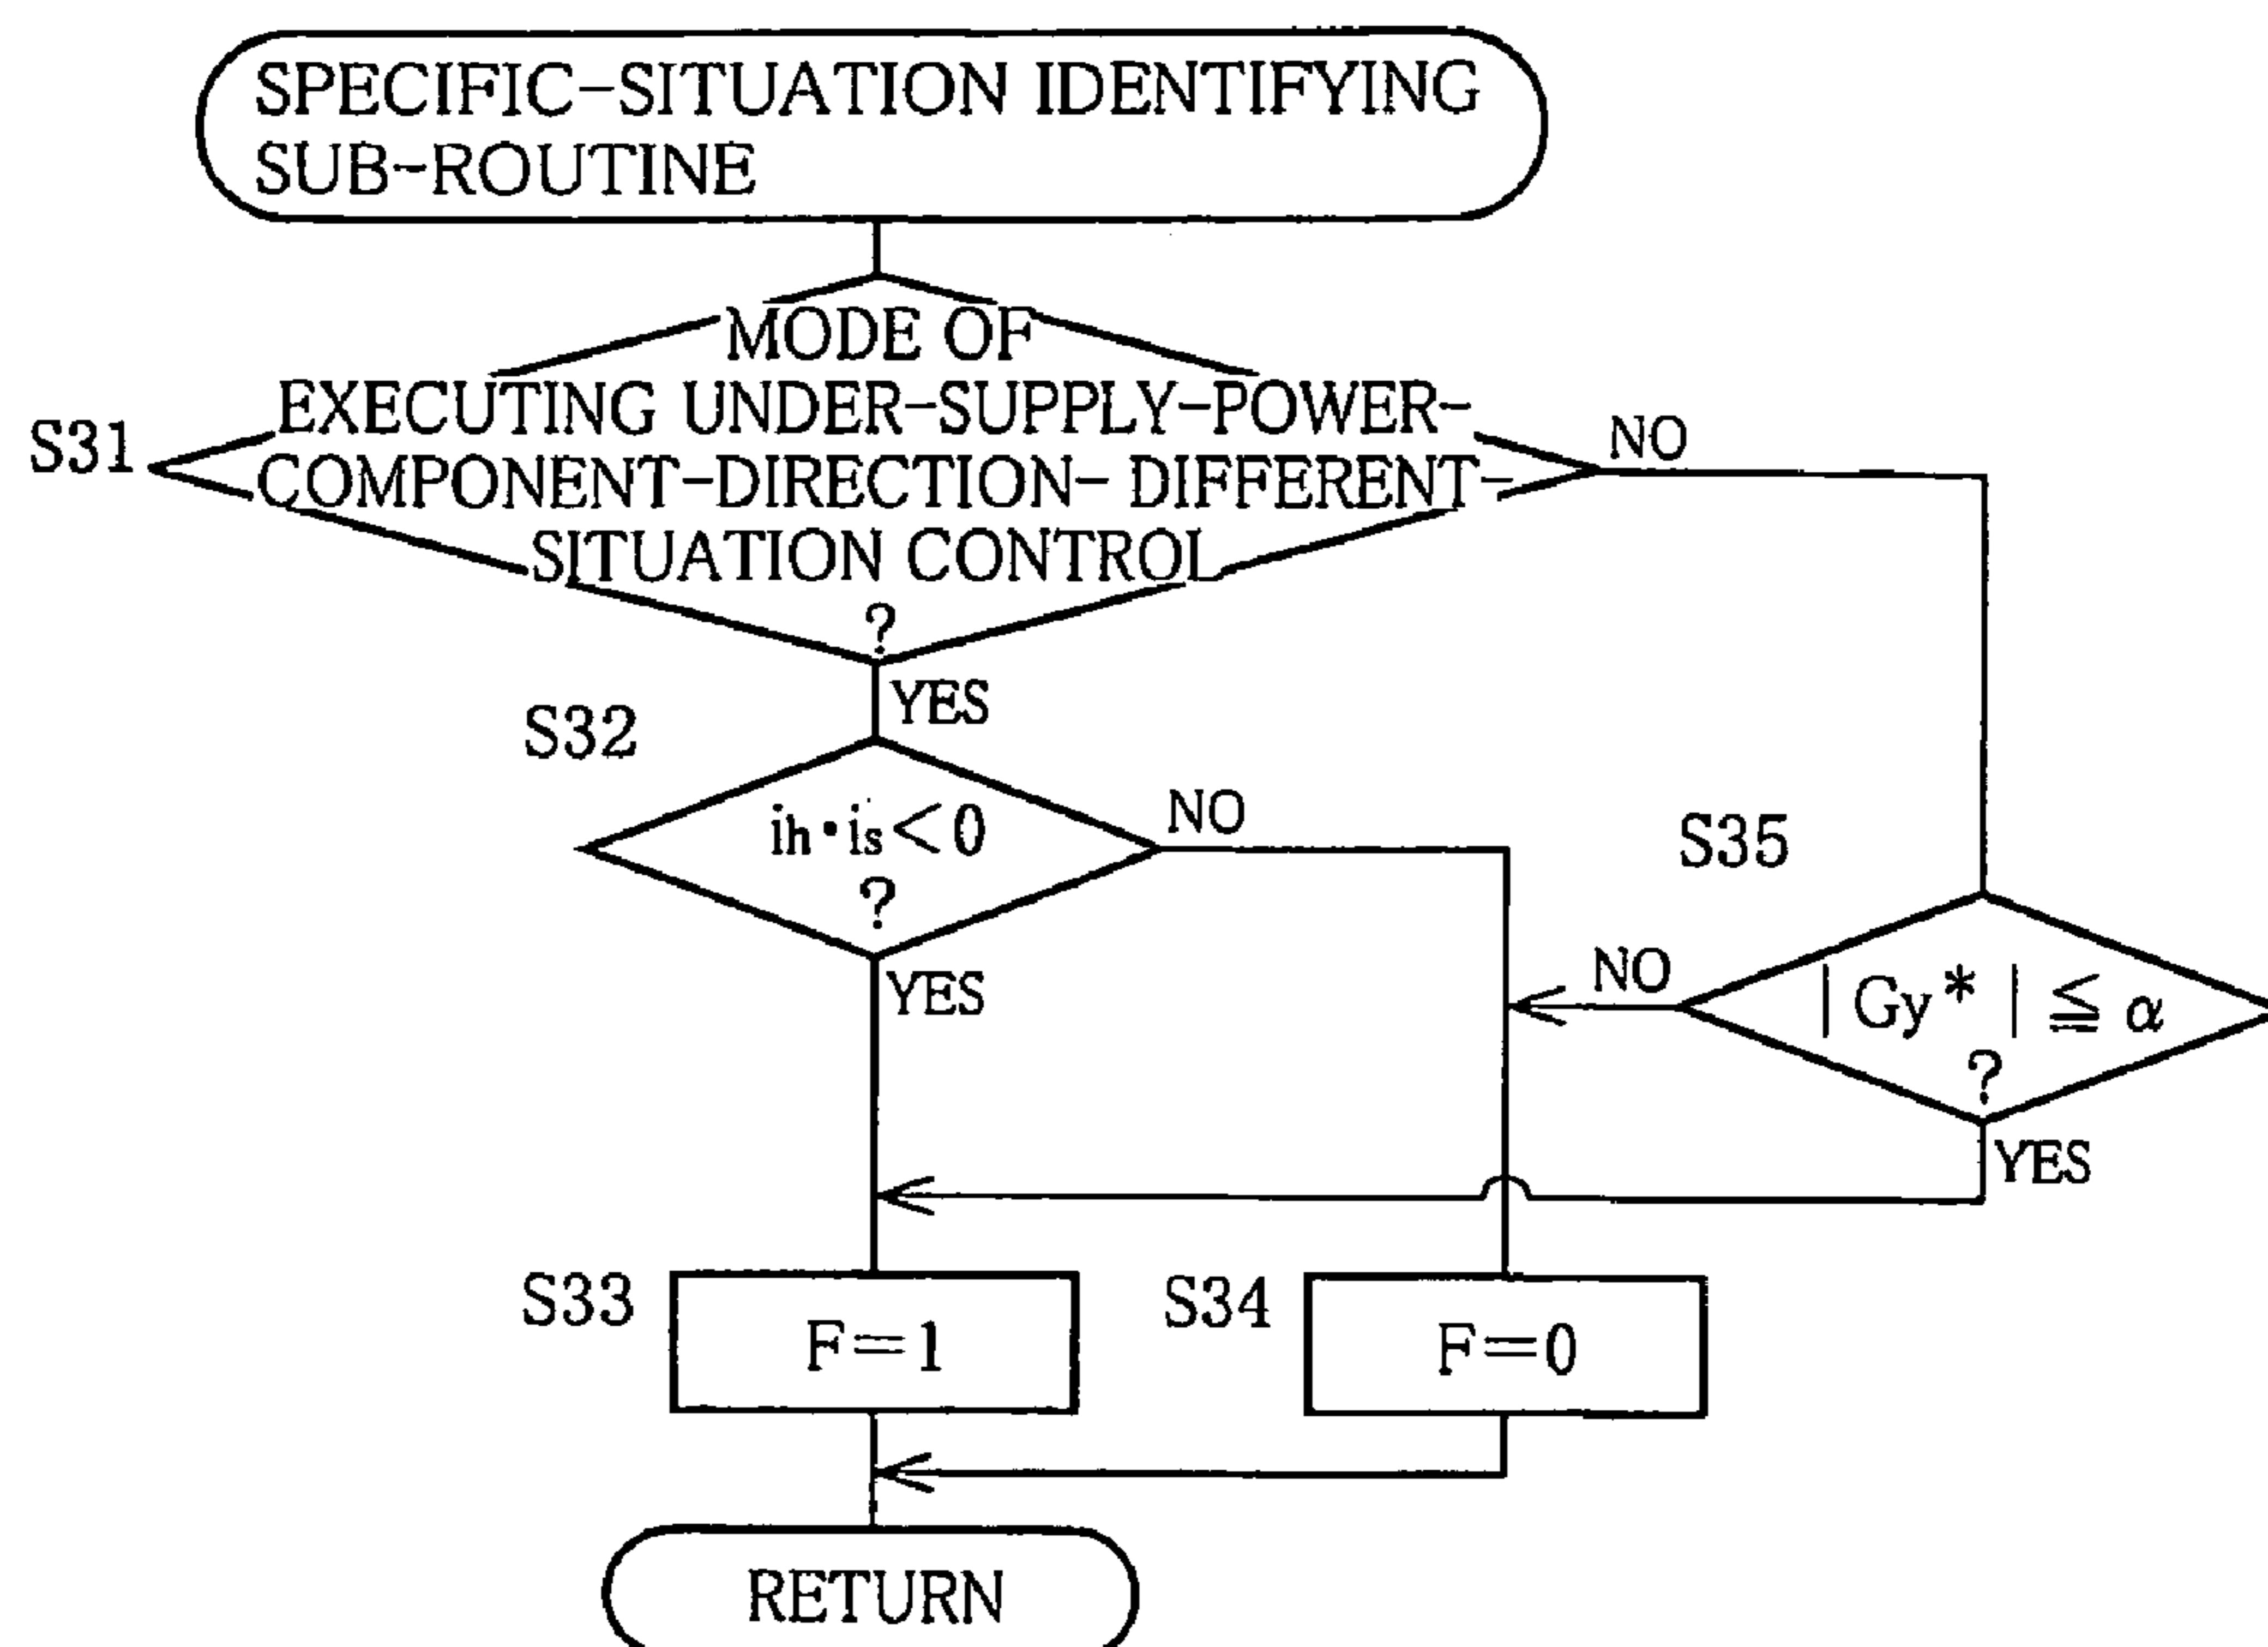 SPECIFIC-SITUATION IDENTIFYING
SUB-ROUTINE
MODE OF
EXECUTING UNDER-SUPPLY-POWER-
COMPONENT-DIRECTION- DIFFERENT-
SITUATION CONTROL
?
S31
NO
YES
S32
ih·is<0
?
NO
YES
S35
|Gy*|≦α
?
NO
YES
S33
F=1
S34
F=0
RETURN